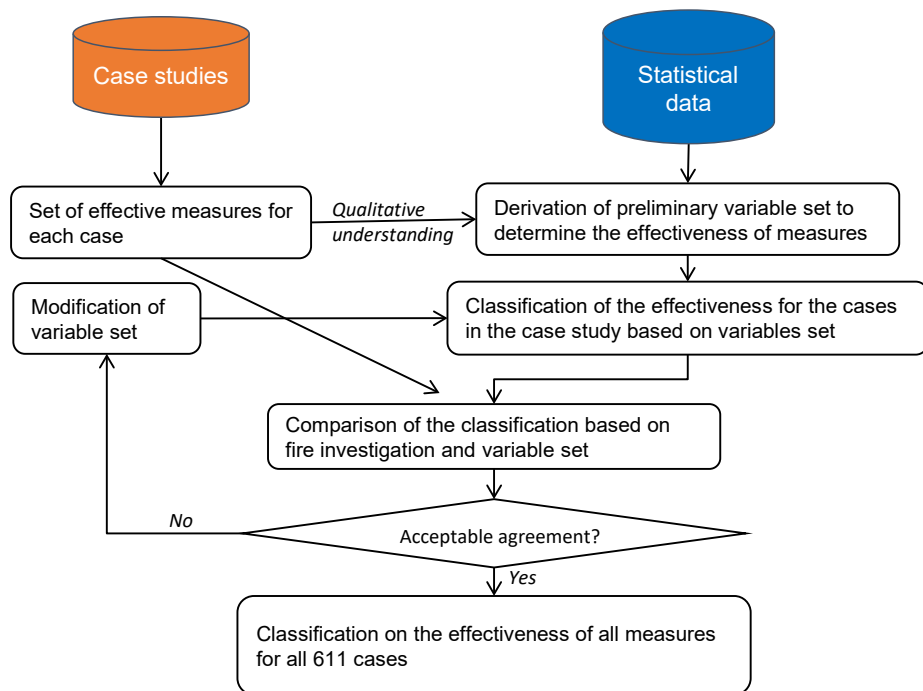 Case studies
Statistical
data
Set of effective measures for
each case
Qualitative
understanding
Derivation of preliminary variable set to
determine the effectiveness of measures
Modification of
variable set
Classification of the effectiveness for the cases
in the case study based on variables set
Comparison of the classification based on
fire investigation and variable set
No
Acceptable agreement?
Yes
Classification on the effectiveness of all measures
for all 611 cases